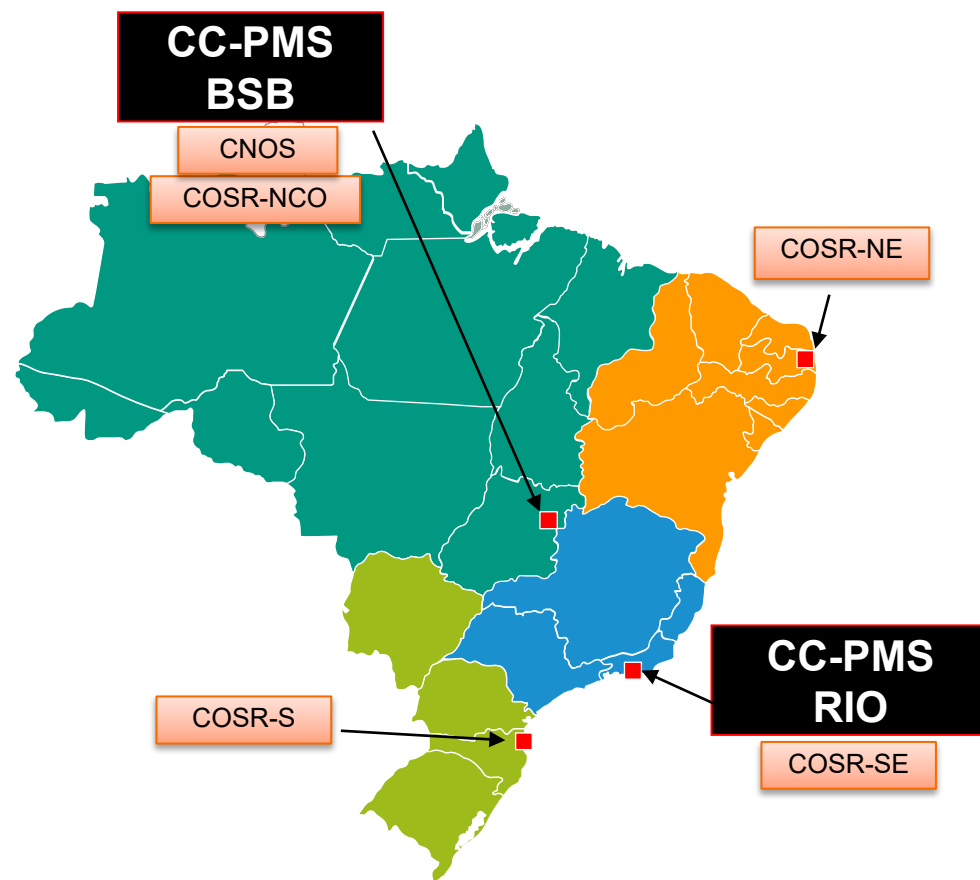 CC-PMS
BSB
CNOS
COSR-NCO
COSR-NE
CC-PMS
RIO
COSR-S
COSR-SE